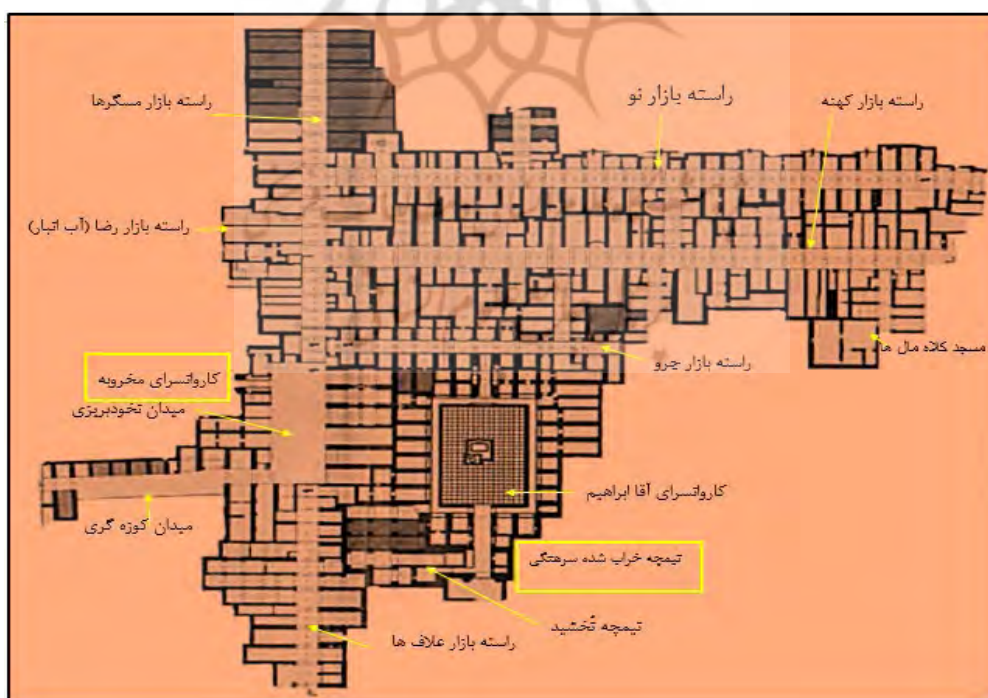 راسته بازار مسگرها
راسته بازار نو
راسته بازار کهنه
راسته بازار رضا (آب انبار)
مسجد کلاه مال ها
راسته بازار چرو
کاروانسرای مخروبه
میدان تخودبریزی
کاروانسرای آقا ابراهیم
میدان کوزه گری
تیمچه خراب شده سرهنگی
تیمچه تُخشید
راسته بازار علاف ها